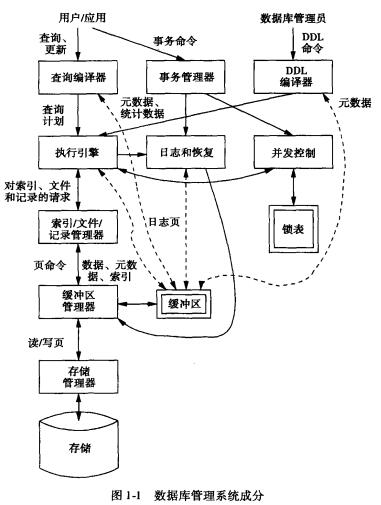 用户/应用
数据库管理员
查询、
更新
事务命令
DDL
命令
查询编译器
事务管理器
DDL
编译器
查询
计划
元数据、
统计数据
元数据
执行引擎
日志和恢复
并发控制
对索引、文件
和记录的请求
索引/文件/
记录管理器
日志页
锁表
页命令
数据、元数
据、索引
缓冲区
管理器
缓冲区
读/写页
存储
管理器
存储
图 1-1 数据库管理系统成分